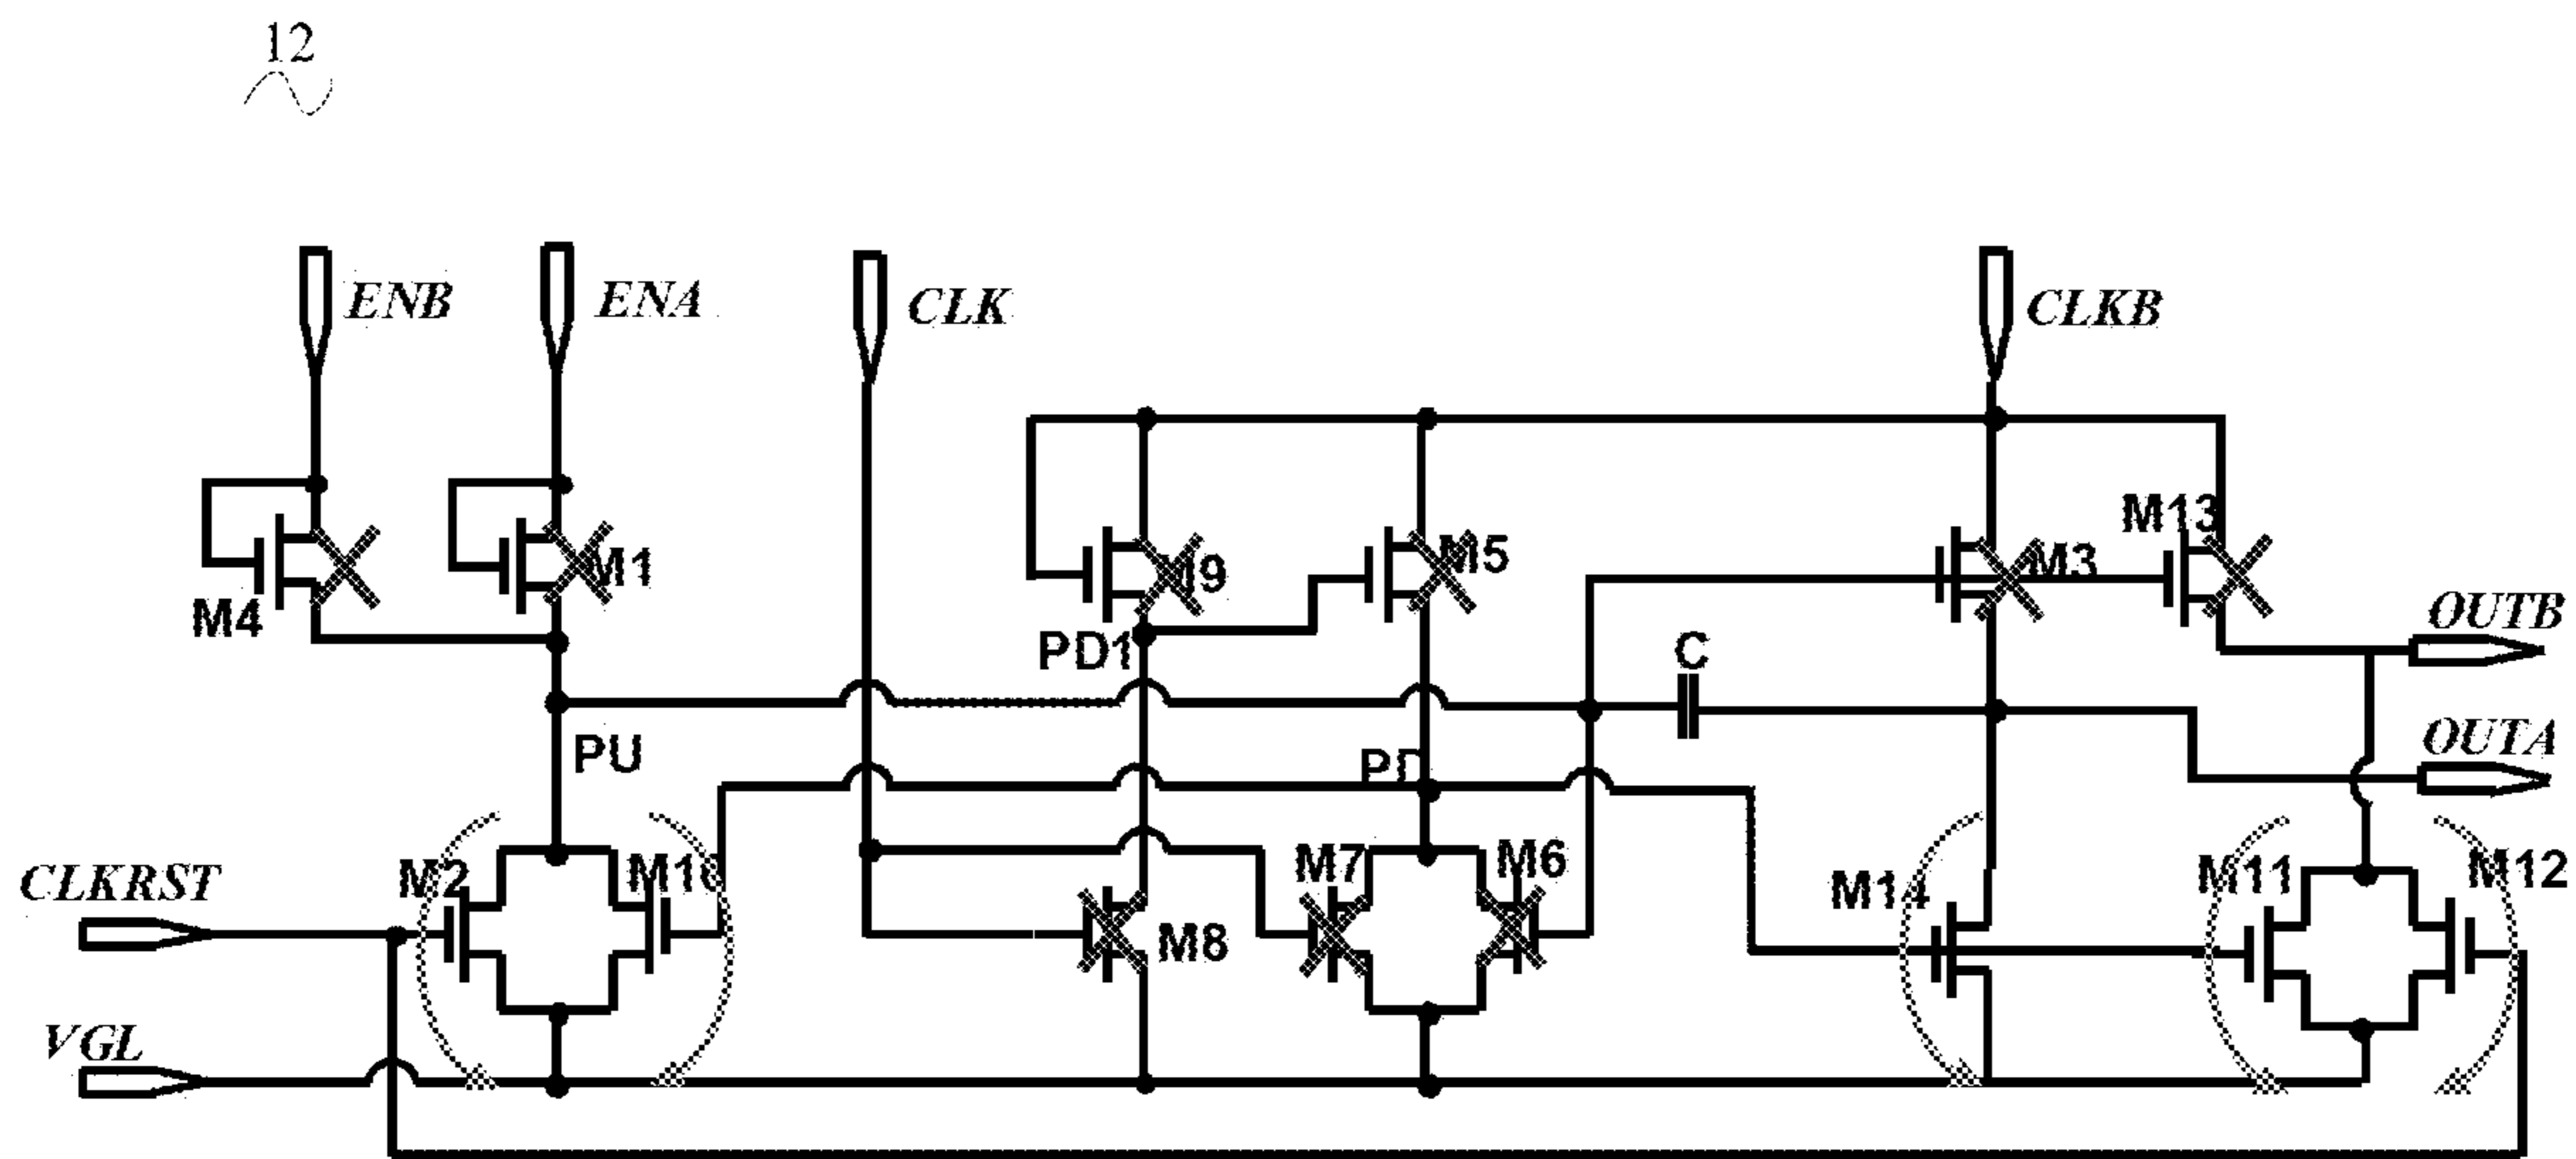 12
ENB
ENA
CLK
CLKB
M4
M1
M9
M5
M3
M13
OUTB
PD1
C
OUTA
PU
PD
CLKRST
M2
M10
M8
M7
M6
M14
M11
M12
VGL